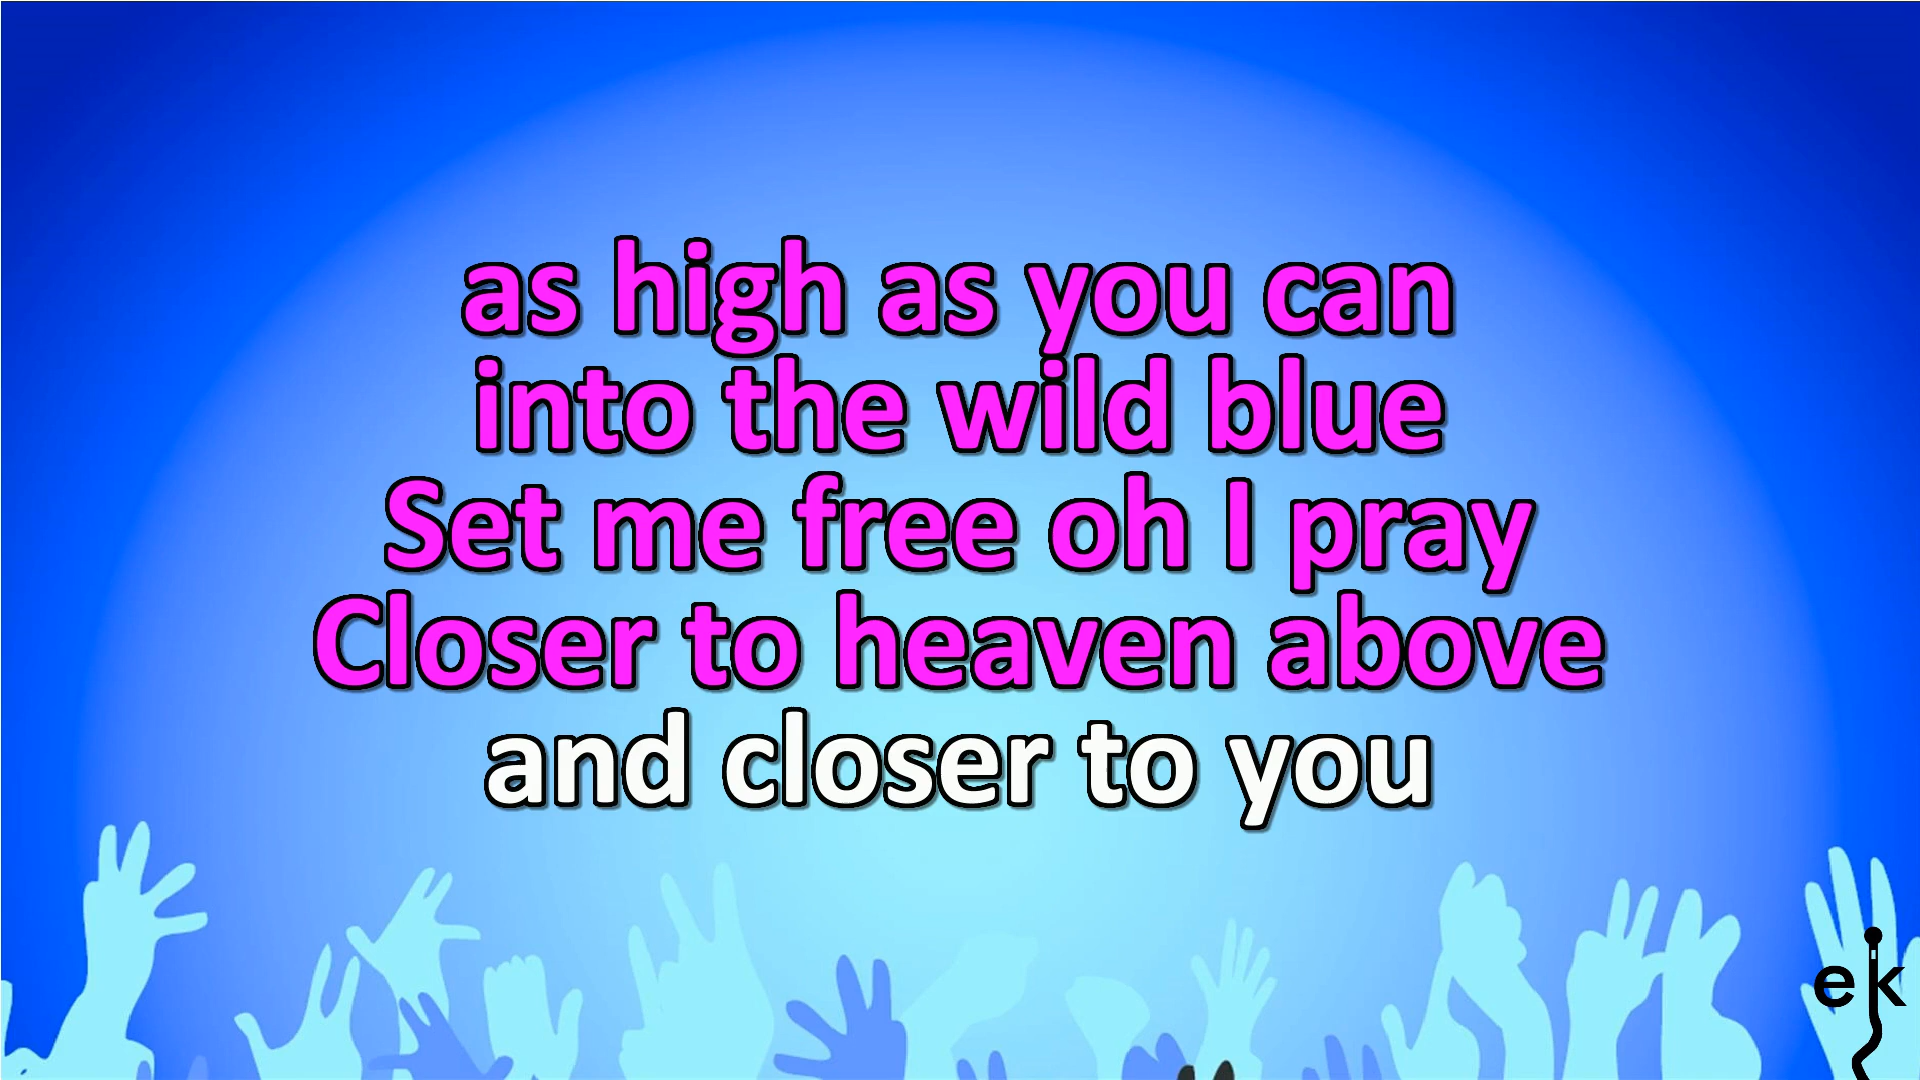 as high as you can
into the wild blue
Set me free oh I pray
Closer to heaven above
and closer to you
ek